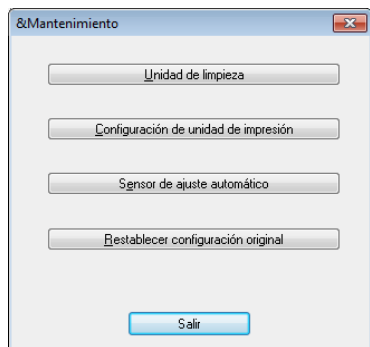 &Mantenimiento
Unidad de limpieza
Configuración de unidad de impresión
Sensor de ajuste automático
Restablecer configuración original
Salir